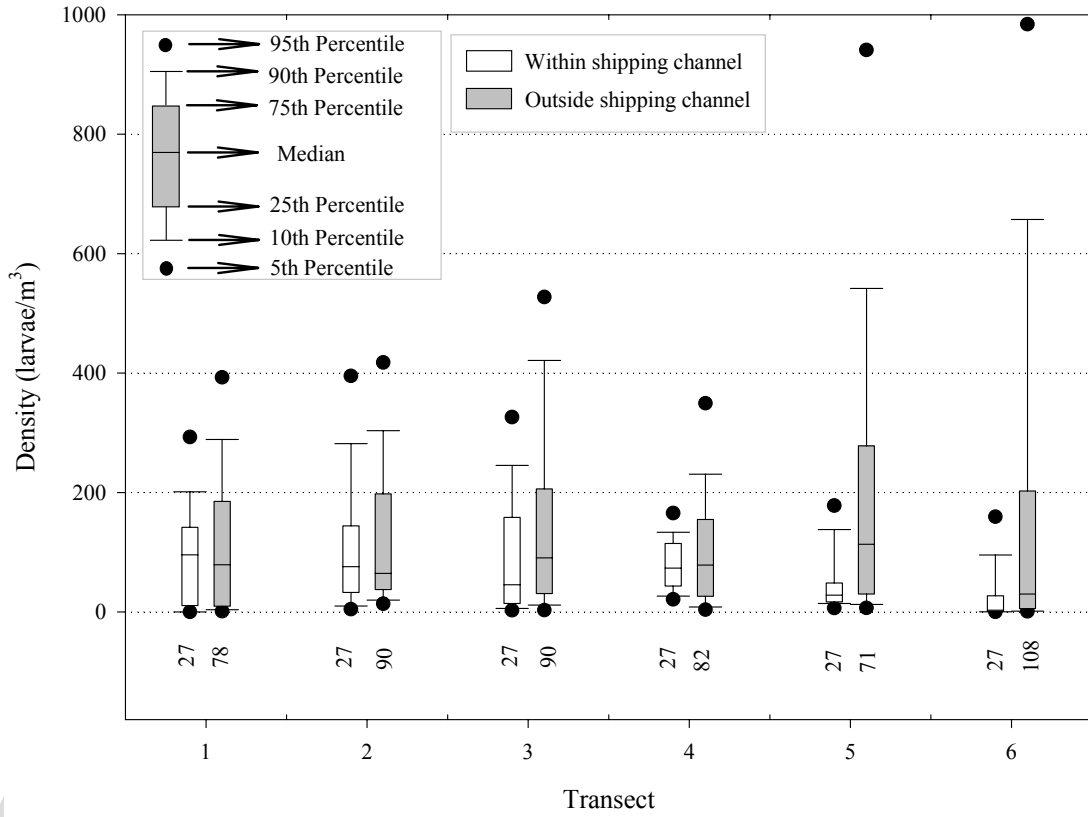 1000
800
600
400
200
0
Density (larvae/m³)
95th Percentile
90th Percentile
75th Percentile
Median
25th Percentile
10th Percentile
5th Percentile
Within shipping channel
Outside shipping channel
27 78 27 90 27 90 27 82 27 71 27 108
1 2 3 4 5 6
Transect